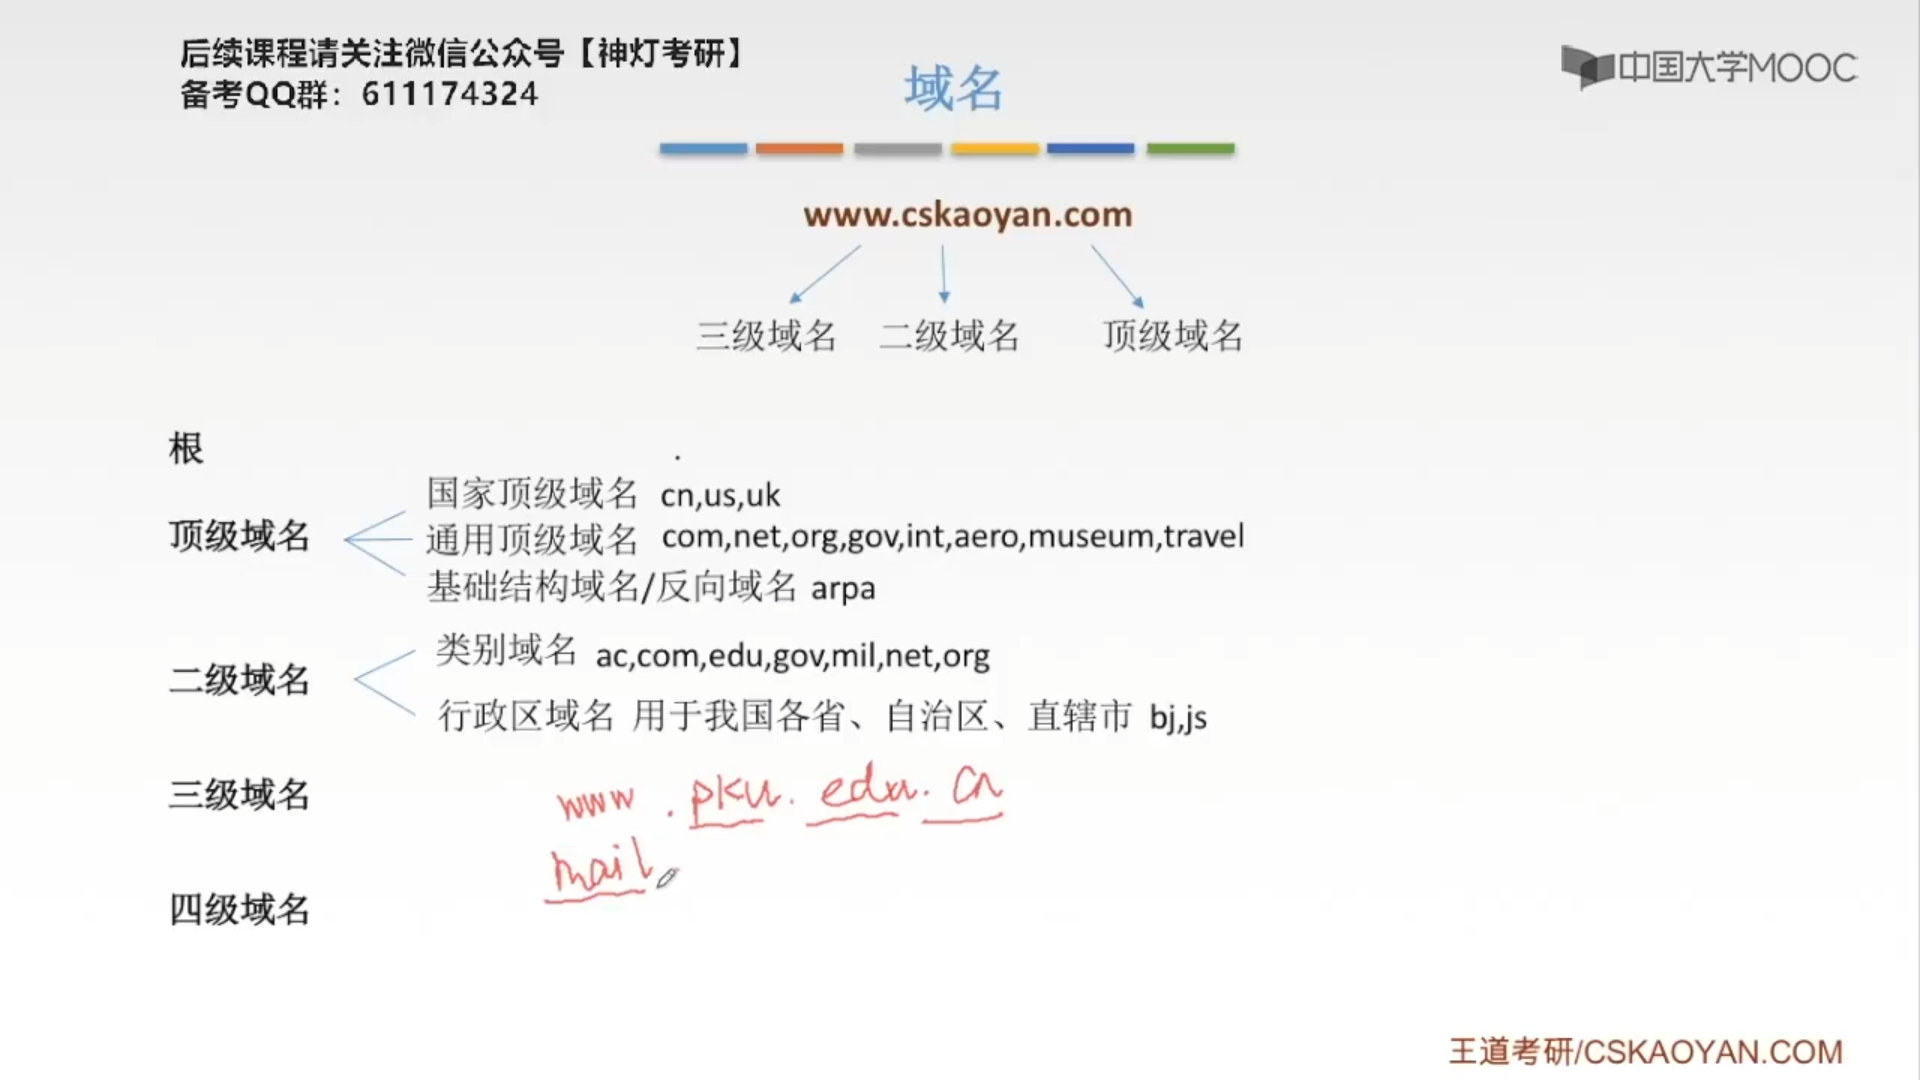 后续课程请关注微信公众号【神灯考研】
备考QQ群：611174324
中国大学MOOC
域名
www.cskaoyan.com
三级域名 二级域名 顶级域名
根 .
顶级域名
国家顶级域名 cn,us,uk
通用顶级域名 com,net,org,gov,int,aero,museum,travel
基础结构域名/反向域名 arpa
二级域名
类别域名 ac,com,edu,gov,mil,net,org
行政区域名 用于我国各省、自治区、直辖市 bj,js
三级域名
www.pku.edu.cn
mail.
四级域名
王道考研/CSKAOYAN.COM